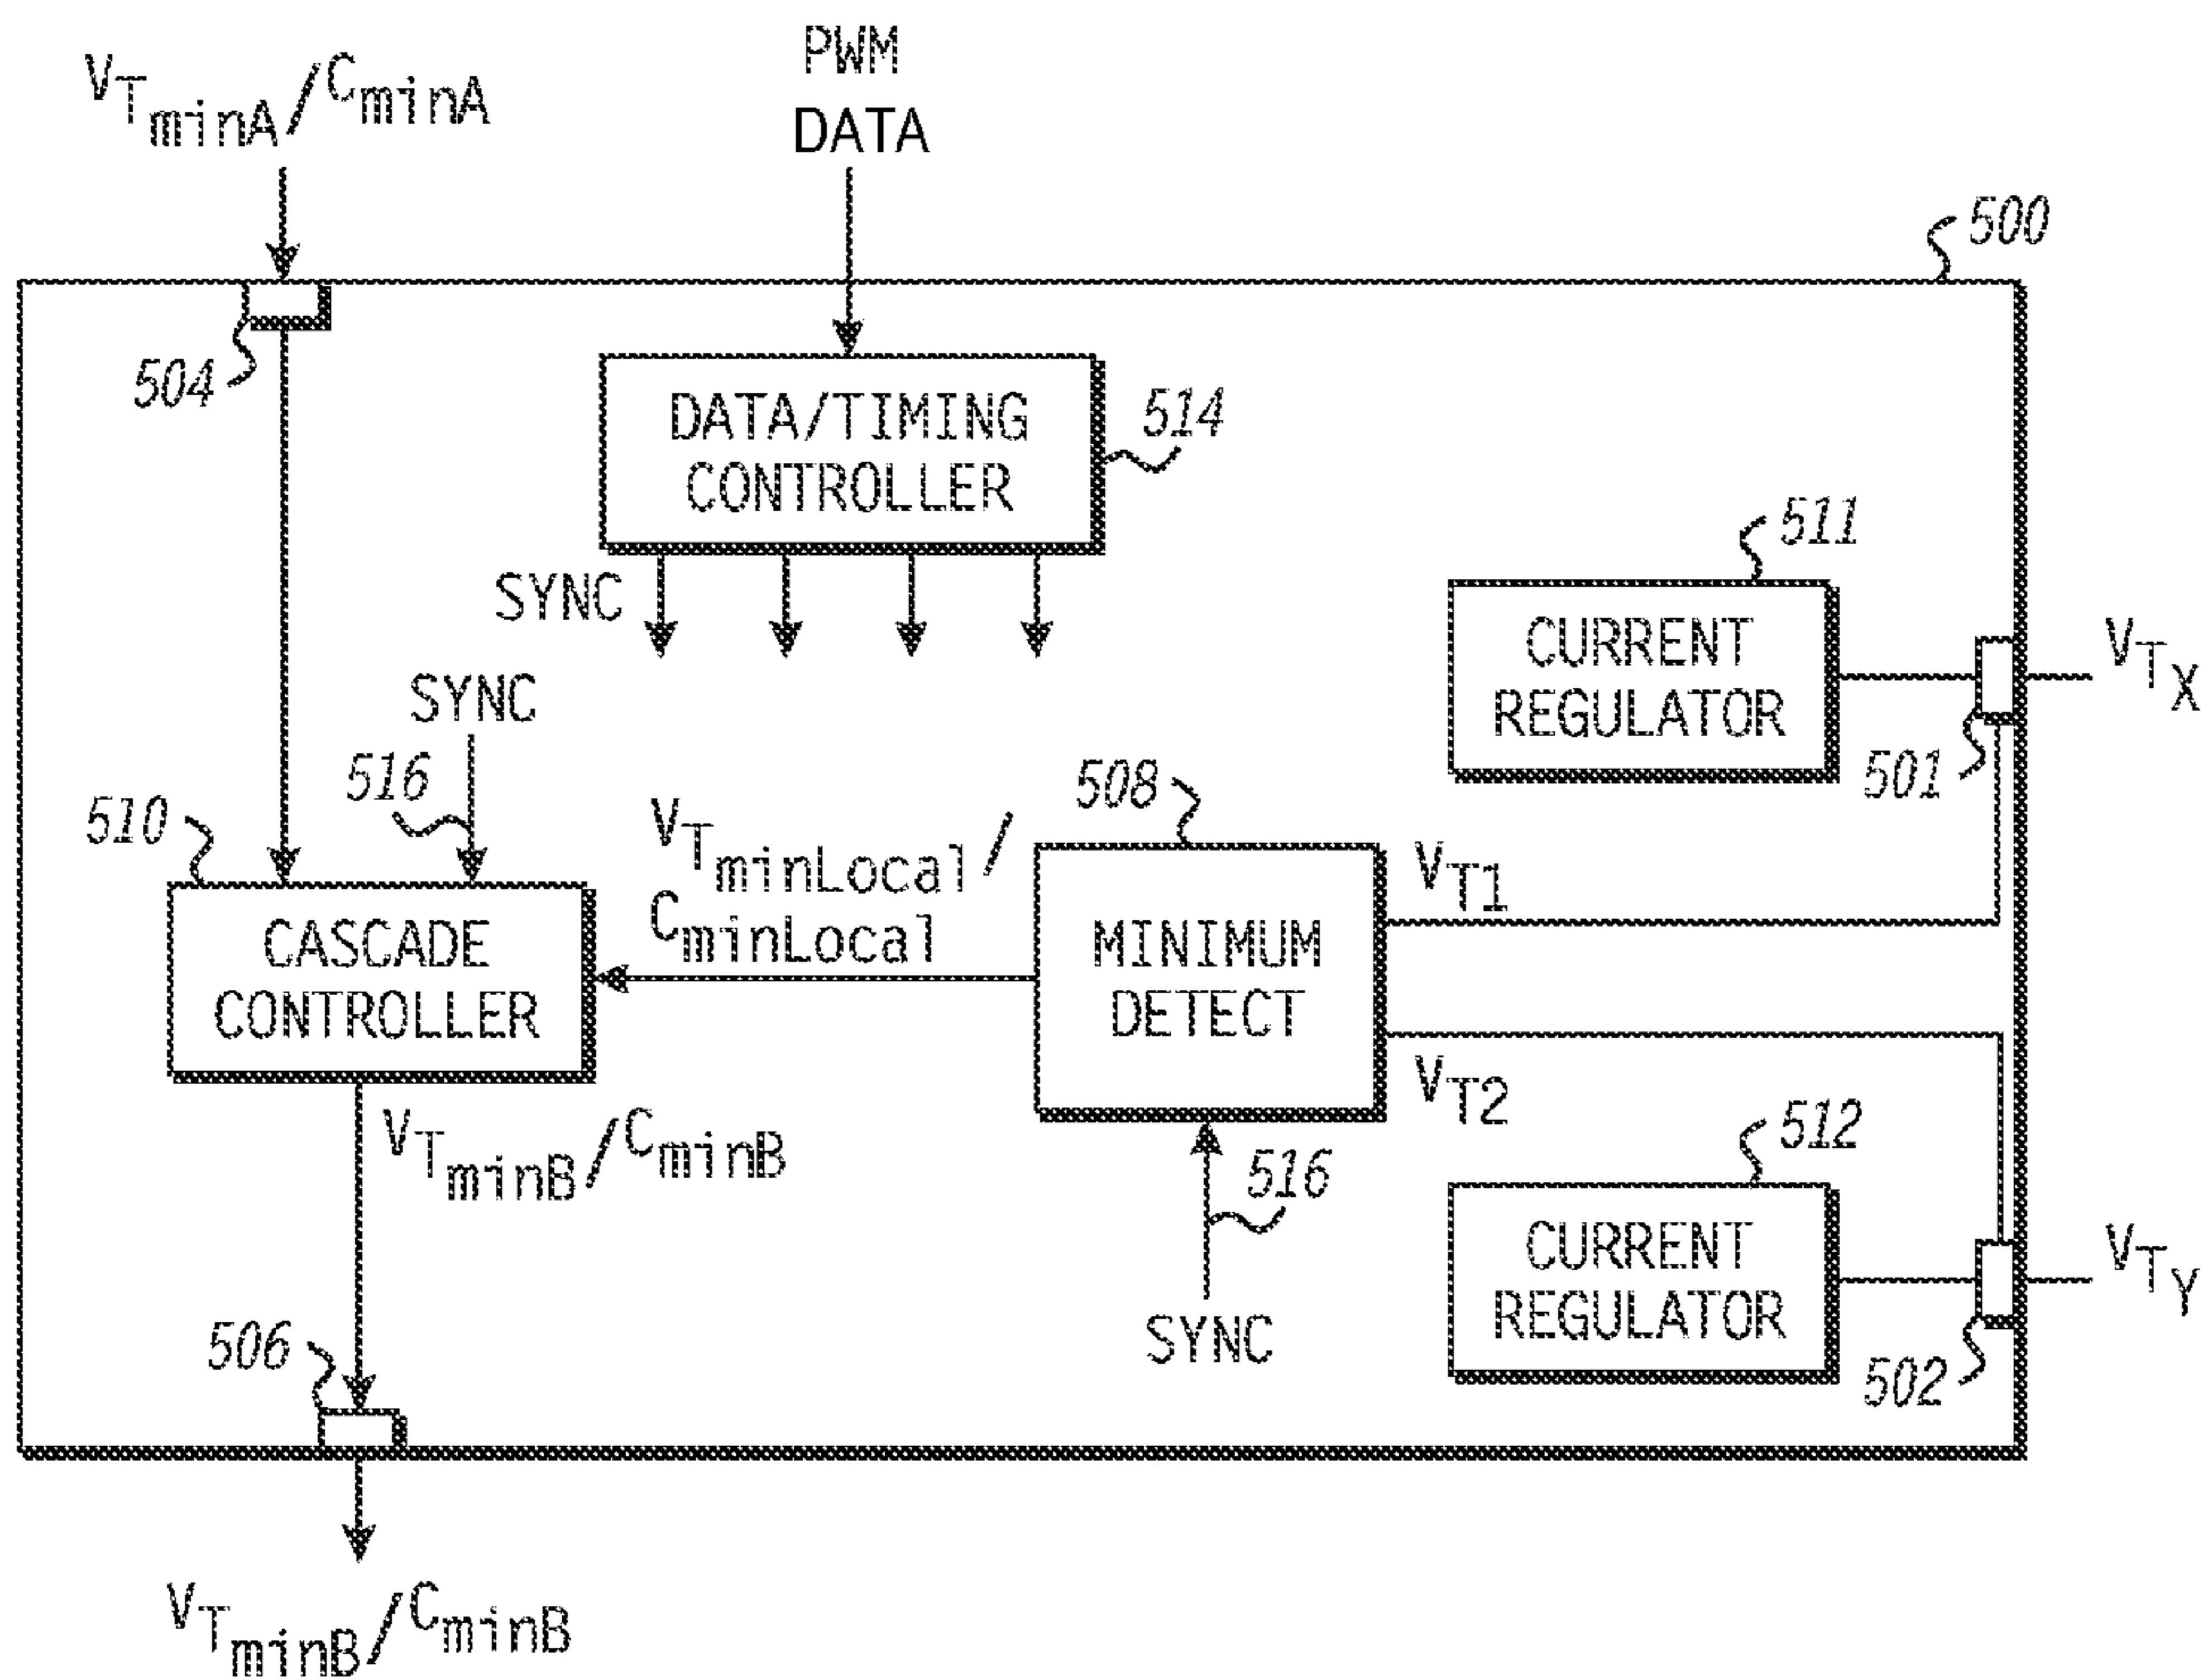 VTminA/CminA
PWM
DATA
500
504
DATA/TIMING
CONTROLLER
514
SYNC
511
CURRENT
REGULATOR
VTX
501
SYNC
516
510
CASCADE
CONTROLLER
VTminLocal/
CminLocal
508
MINIMUM
DETECT
VT1
VT2
VTminB/CminB
516
SYNC
512
CURRENT
REGULATOR
VTY
502
506
VTminB/CminB